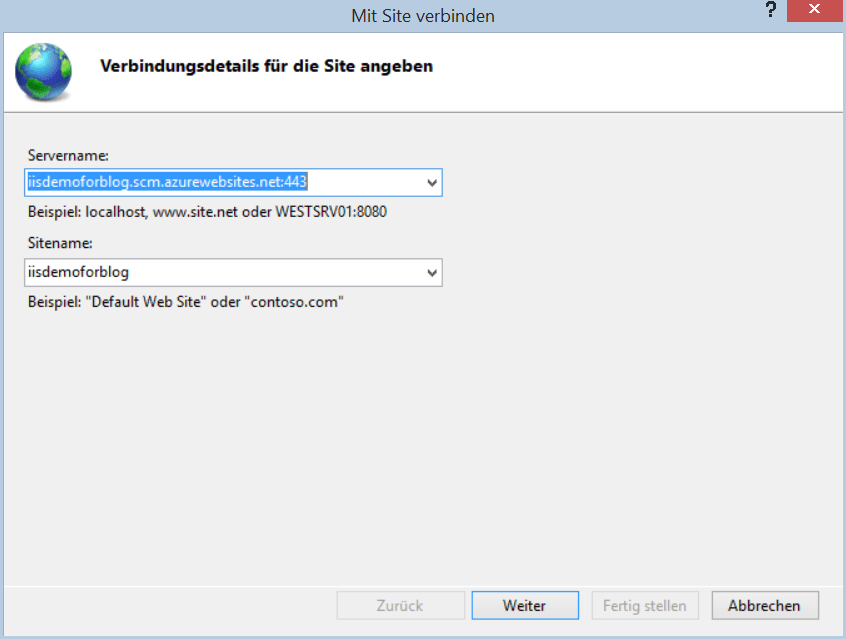 Mit Site verbinden
?
Verbindungsdetails für die Site angeben
Servername:
iisdemoforblog.scm.azurewebsites.net:443
Beispiel: localhost, www.site.net oder WESTSRV01:8080
Sitename:
iisdemoforblog
Beispiel: "Default Web Site" oder "contoso.com"
Zurück Weiter Fertig stellen Abbrechen